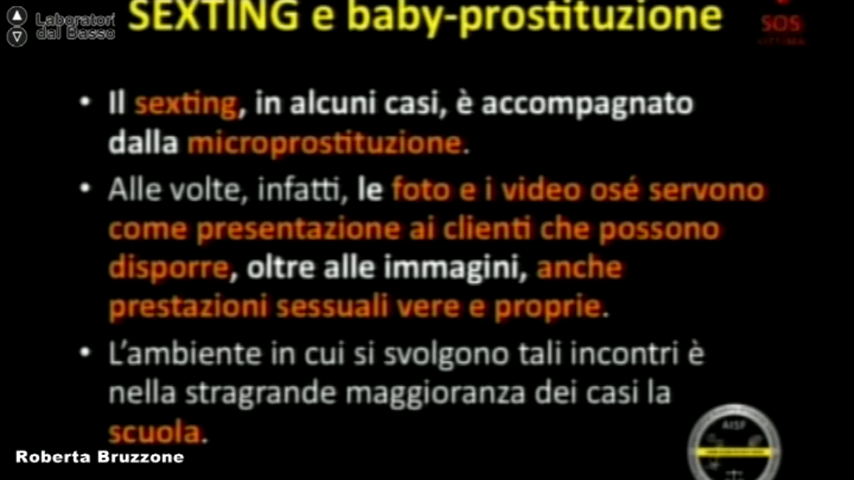 Laboratori
dal Basso
SEXTING e baby-prostituzione
SOS
VITTIMA
• Il sexting, in alcuni casi, è accompagnato
dalla microprostituzione.
• Alle volte, infatti, le foto e i video osé servono
come presentazione ai clienti che possono
disporre, oltre alle immagini, anche
prestazioni sessuali vere e proprie.
• L’ambiente in cui si svolgono tali incontri è
nella stragrande maggioranza dei casi la
scuola.
AISF
Roberta Bruzzone